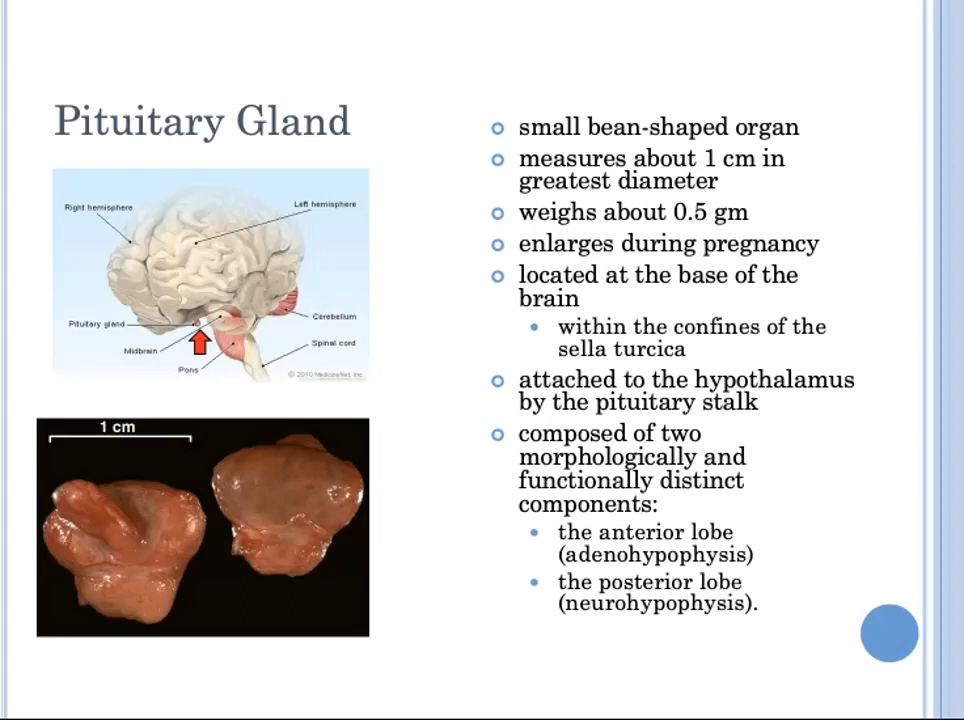 Pituitary Gland
Right hemisphere
Left hemisphere
Pituitary gland
Cerebellum
Midbrain
Spinal cord
Pons
© 2010 MedicineNet, Inc.
1 cm
small bean-shaped organ
measures about 1 cm in
greatest diameter
weighs about 0.5 gm
enlarges during pregnancy
located at the base of the
brain
within the confines of the
sella turcica
attached to the hypothalamus
by the pituitary stalk
composed of two
morphologically and
functionally distinct
components:
the anterior lobe
(adenohypophysis)
the posterior lobe
(neurohypophysis).